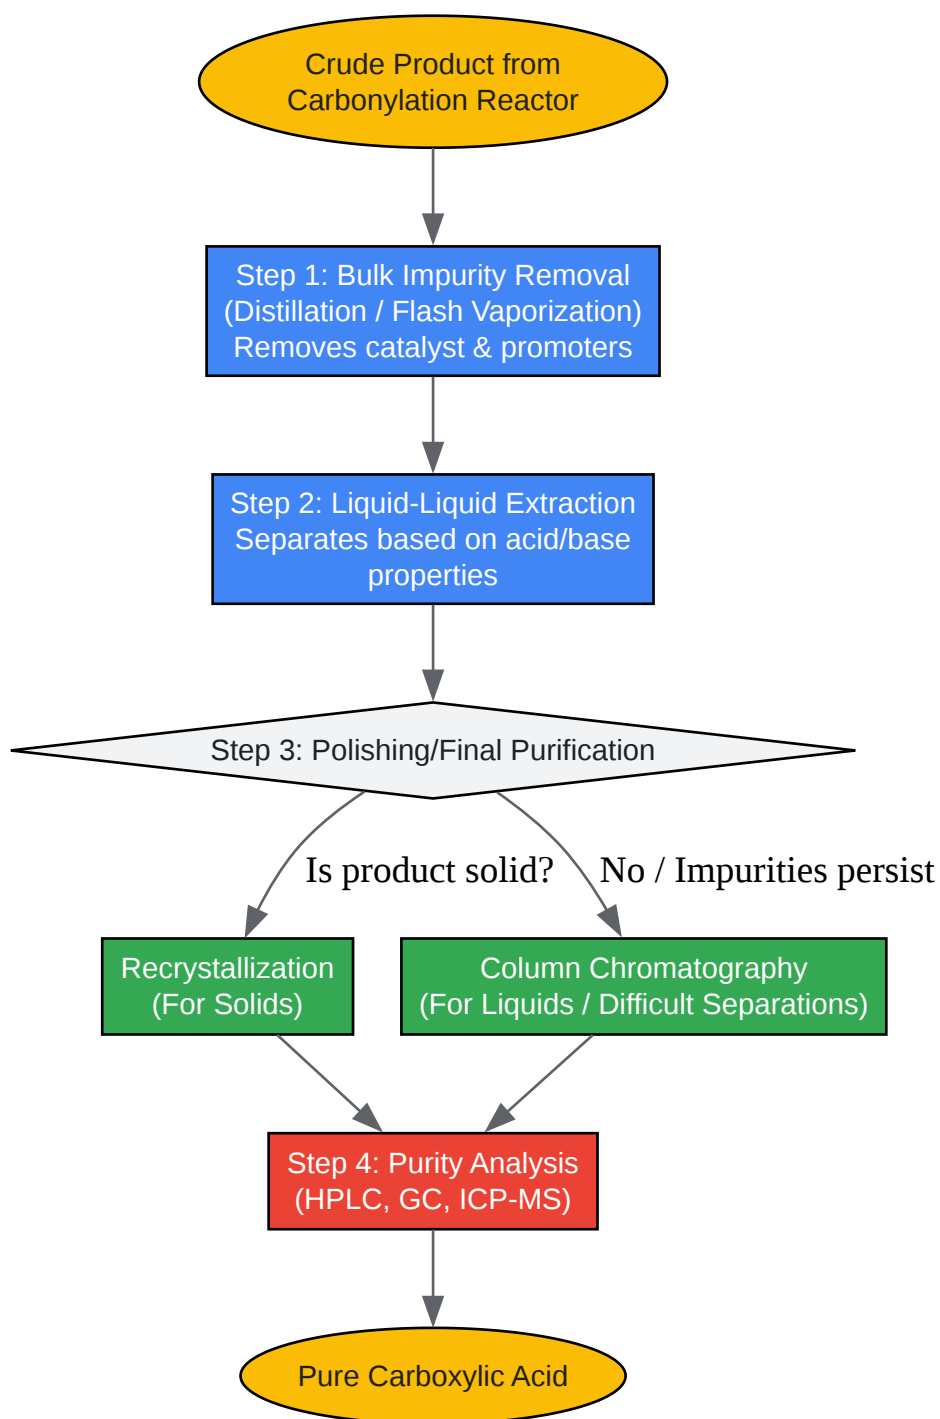 Crude Product from
Carbonylation Reactor
Step 1: Bulk Impurity Removal
(Distillation / Flash Vaporization)
Removes catalyst & promoters
Step 2: Liquid-Liquid Extraction
Separates based on acid/base
properties
Step 3: Polishing/Final Purification
Is product solid?
No / Impurities persist
Recrystallization
(For Solids)
Column Chromatography
(For Liquids / Difficult Separations)
Step 4: Purity Analysis
(HPLC, GC, ICP-MS)
Pure Carboxylic Acid